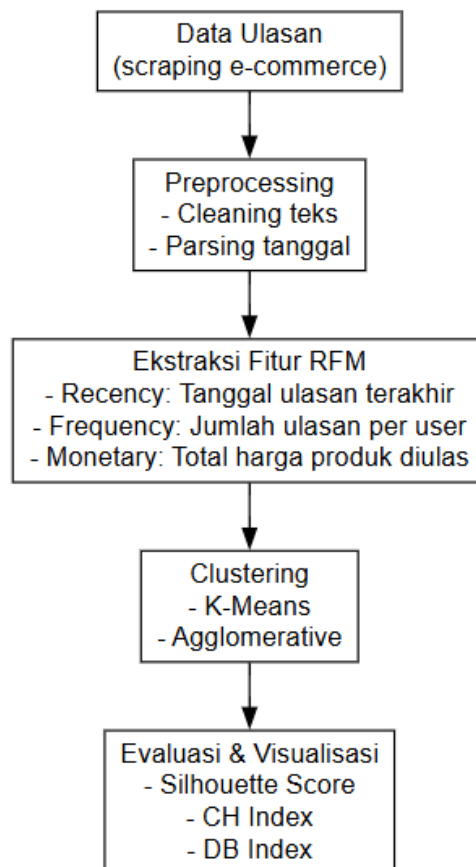 Data Ulasan
(scraping e-commerce)
Preprocessing
- Cleaning teks
- Parsing tanggal
Ekstraksi Fitur RFM
- Recency: Tanggal ulasan terakhir
- Frequency: Jumlah ulasan per user
- Monetary: Total harga produk diulas
Clustering
- K-Means
- Agglomerative
Evaluasi & Visualisasi
- Silhouette Score
- CH Index
- DB Index